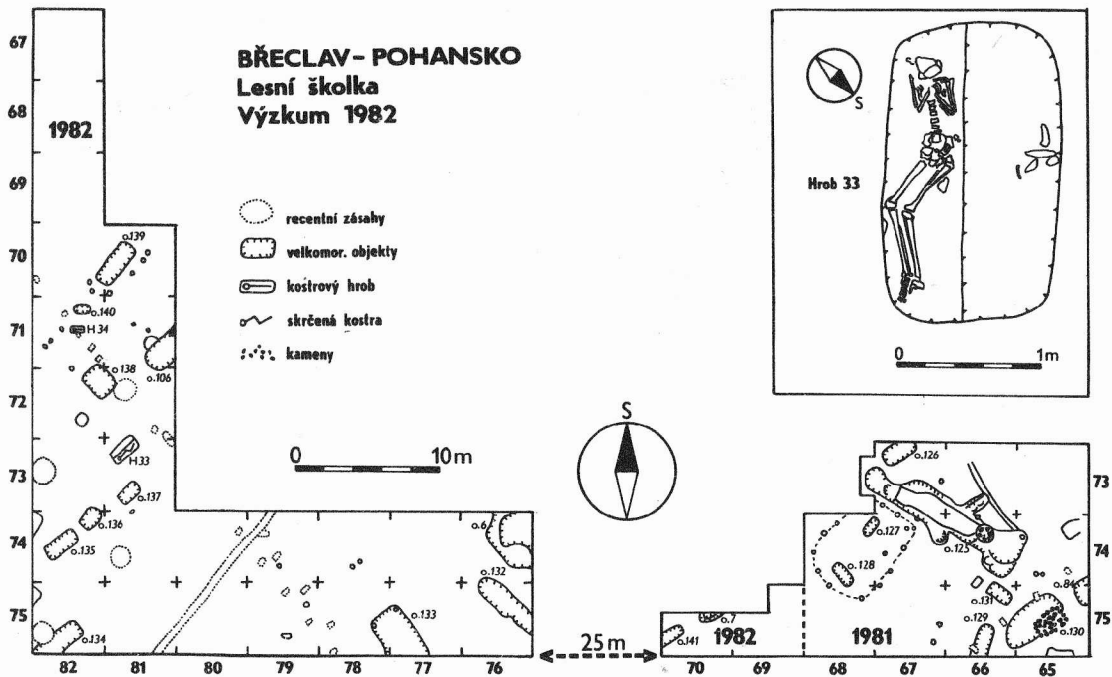 BŘECLAV-POHANSKO
Lesní školka
Výzkum 1982
recentní zásahy
velkomor. objekty
kostrový hrob
skrčená kostra
kameny
0 10m
S
Hrob 33
S
0 1m
67
68
69
70
71
72
73
74
75
1982
o.139
o.140
H 34
o.138
o.106
H 33
o.137
o.136
o.135
o.134
o.6
o.132
o.133
82 81 80 79 78 77 76
25m
o.126
o.127
o.125
o.128
o.84
o.131
o.129
o.130
o.7
o.141
1982 1981
73
74
75
70 69 68 67 66 65